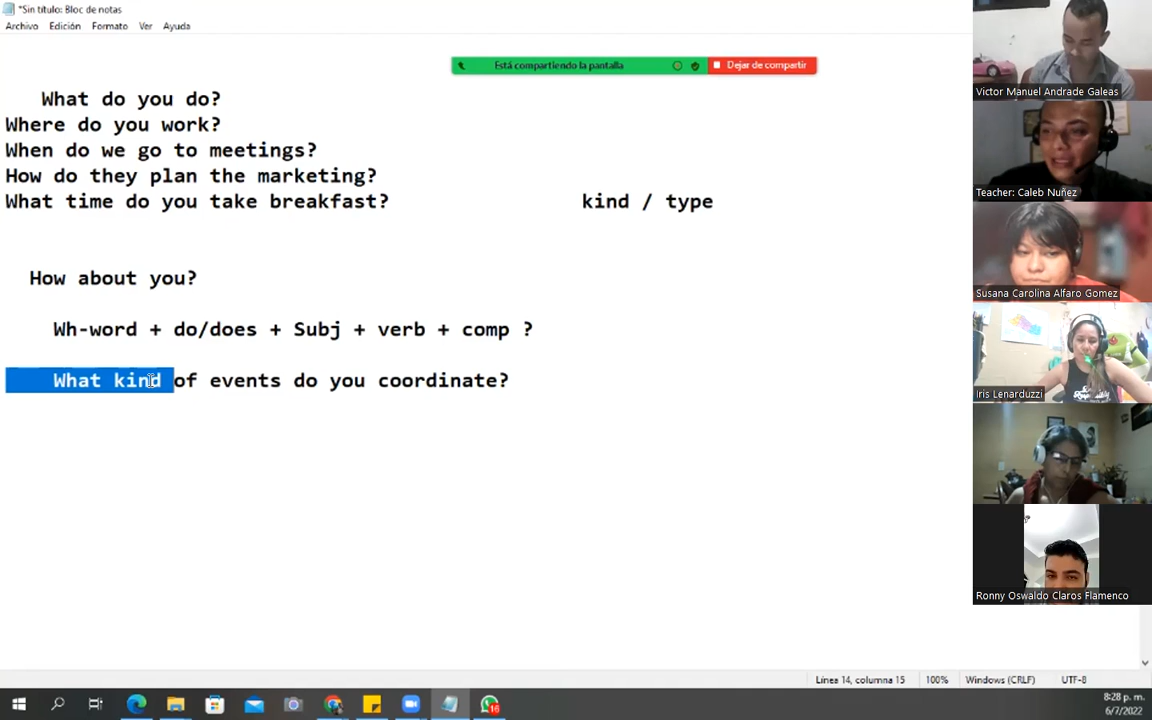 *Sin título: Bloc de notas
Archivo Edición Formato Ver Ayuda
Está compartiendo la pantalla Dejar de compartir
What do you do?
Where do you work?
When do we go to meetings?
How do they plan the marketing?
What time do you take breakfast? kind / type
How about you?
Wh-word + do/does + Subj + verb + comp ?
What kind of events do you coordinate?
Victor Manuel Andrade Galeas
Teacher: Caleb Nuñez
Susana Carolina Alfaro Gomez
Iris Lenarduzzi
Ronny Oswaldo Claros Flamenco
Línea 14, columna 15 100% Windows (CRLF) UTF-8
16
8:28 p. m.
6/7/2022